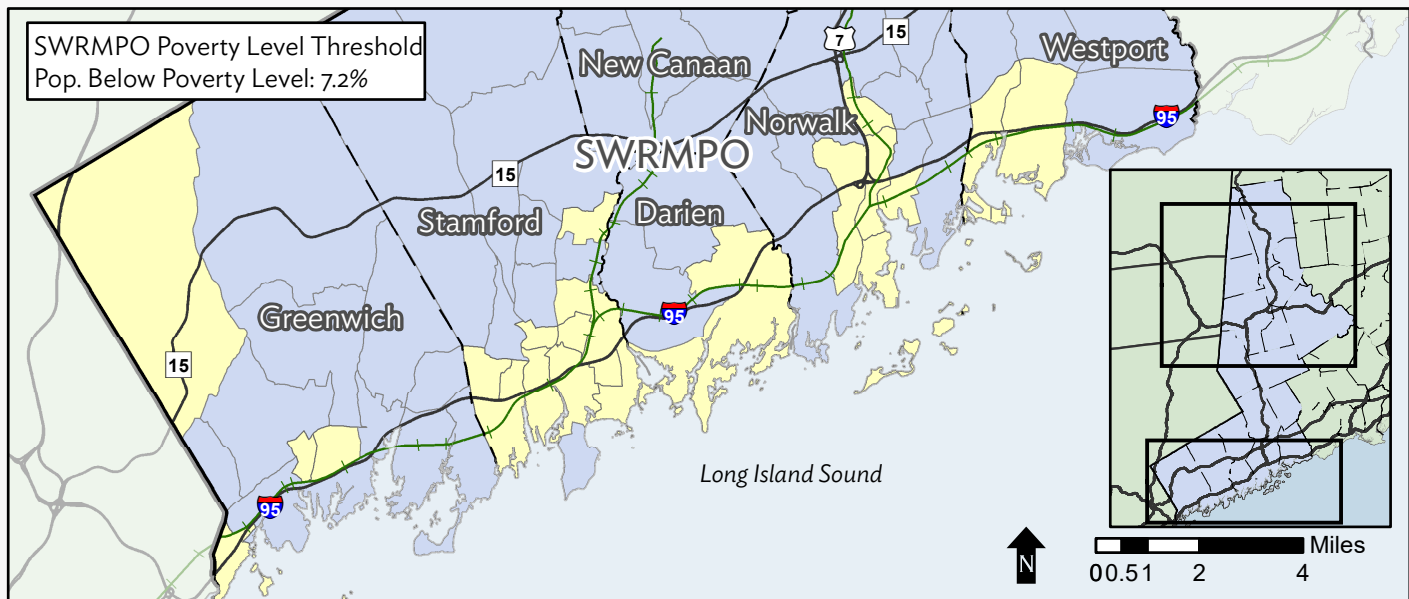 SWRMPO Poverty Level Threshold
Pop. Below Poverty Level: 7.2%
7
15
Westport
New Canaan
95
Norwalk
SWRMPO
15
Stamford
Darien
Greenwich
95
15
Long Island Sound
95
N
Miles
0 0.5 1 2 4